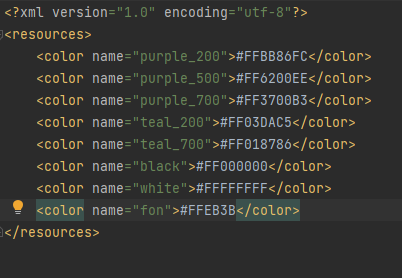 <?xml version="1.0" encoding="utf-8"?>
<resources>
    <color name="purple_200">#FFBB86FC</color>
    <color name="purple_500">#FF6200EE</color>
    <color name="purple_700">#FF3700B3</color>
    <color name="teal_200">#FF03DAC5</color>
    <color name="teal_700">#FF018786</color>
    <color name="black">#FF000000</color>
    <color name="white">#FFFFFFFF</color>
    <color name="fon">#FFEB3B</color>
</resources>